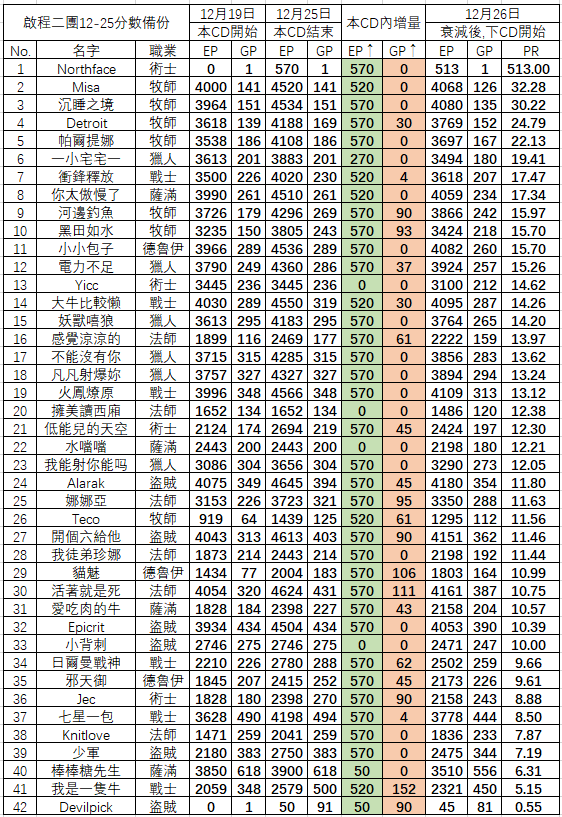 啟程二團12-25分數備份 12月19日 12月25日 本CD內增量 12月26日
本CD開始 本CD結束 衰減後,下CD開始
No. 名字 職業 EP GP EP GP EP↑ GP↑ EP GP PR
1 Northface 術士 0 1 570 1 570 0 513 1 513.00
2 Misa 牧師 4000 141 4520 141 520 0 4068 126 32.28
3 沉睡之境 牧師 3964 151 4534 151 570 0 4080 135 30.22
4 Detroit 牧師 3618 139 4188 169 570 30 3769 152 24.79
5 帕爾提娜 牧師 3538 186 4108 186 570 0 3697 167 22.13
6 一小宅宅一 獵人 3613 201 3883 201 270 0 3494 180 19.41
7 衝鋒釋放 戰士 3500 226 4020 230 520 4 3618 207 17.47
8 你太傲慢了 薩滿 3990 261 4510 261 520 0 4059 234 17.34
9 河邊釣魚 牧師 3726 179 4296 269 570 90 3866 242 15.97
10 黑田如水 牧師 3235 150 3805 243 570 93 3424 218 15.70
11 小小包子 德魯伊 3966 289 4536 289 570 0 4082 260 15.70
12 電力不足 獵人 3790 249 4360 286 570 37 3924 257 15.26
13 Yicc 術士 3445 236 3445 236 0 0 3100 212 14.62
14 大牛比較懶 戰士 4030 289 4550 319 520 30 4095 287 14.26
15 妖獸嘻狼 獵人 3613 295 4183 295 570 0 3764 265 14.20
16 感覺涼涼的 法師 1899 116 2469 177 570 61 2222 159 13.97
17 不能沒有你 獵人 3715 315 4285 315 570 0 3856 283 13.62
18 凡凡射爆妳 獵人 3757 327 4327 327 570 0 3894 294 13.24
19 火鳳燎原 戰士 3996 348 4566 348 570 0 4109 313 13.12
20 擁美讀西廂 法師 1652 134 1652 134 0 0 1486 120 12.38
21 低能兒的天空 術士 2124 174 2694 219 570 45 2424 197 12.30
22 水噹噹 薩滿 2443 200 2443 200 0 0 2198 180 12.21
23 我能射你能吗 獵人 3086 304 3656 304 570 0 3290 273 12.05
24 Alarak 盜賊 4075 349 4645 394 570 45 4180 354 11.80
25 娜娜亞 法師 3153 226 3723 321 570 95 3350 288 11.63
26 Teco 牧師 919 64 1439 125 520 61 1295 112 11.56
27 開個六給他 盜賊 4043 313 4613 403 570 90 4151 362 11.46
28 我徒弟珍娜 法師 1873 214 2443 214 570 0 2198 192 11.44
29 貓魅 德魯伊 1434 77 2004 183 570 106 1803 164 10.99
30 活著就是死 法師 4054 320 4624 431 570 111 4161 387 10.75
31 愛吃肉的牛 薩滿 1828 184 2398 227 570 43 2158 204 10.57
32 Epicrit 盜賊 3934 434 4504 434 570 0 4053 390 10.39
33 小背刺 盜賊 2746 275 2746 275 0 0 2471 247 10.00
34 日爾曼戰神 戰士 2210 226 2780 288 570 62 2502 259 9.66
35 邪天御 德魯伊 1845 207 2415 252 570 45 2173 226 9.61
36 Jec 術士 1828 180 2398 270 570 90 2158 243 8.88
37 七星一包 戰士 3628 490 4198 494 570 4 3778 444 8.50
38 Knitlove 法師 1471 259 2041 259 570 0 1836 233 7.87
39 少軍 盜賊 2180 383 2750 383 570 0 2475 344 7.19
40 棒棒糖先生 薩滿 3850 618 3900 618 50 0 3510 556 6.31
41 我是一隻牛 戰士 2059 348 2579 500 520 152 2321 450 5.15
42 Devilpick 盜賊 0 1 50 91 50 90 45 81 0.55